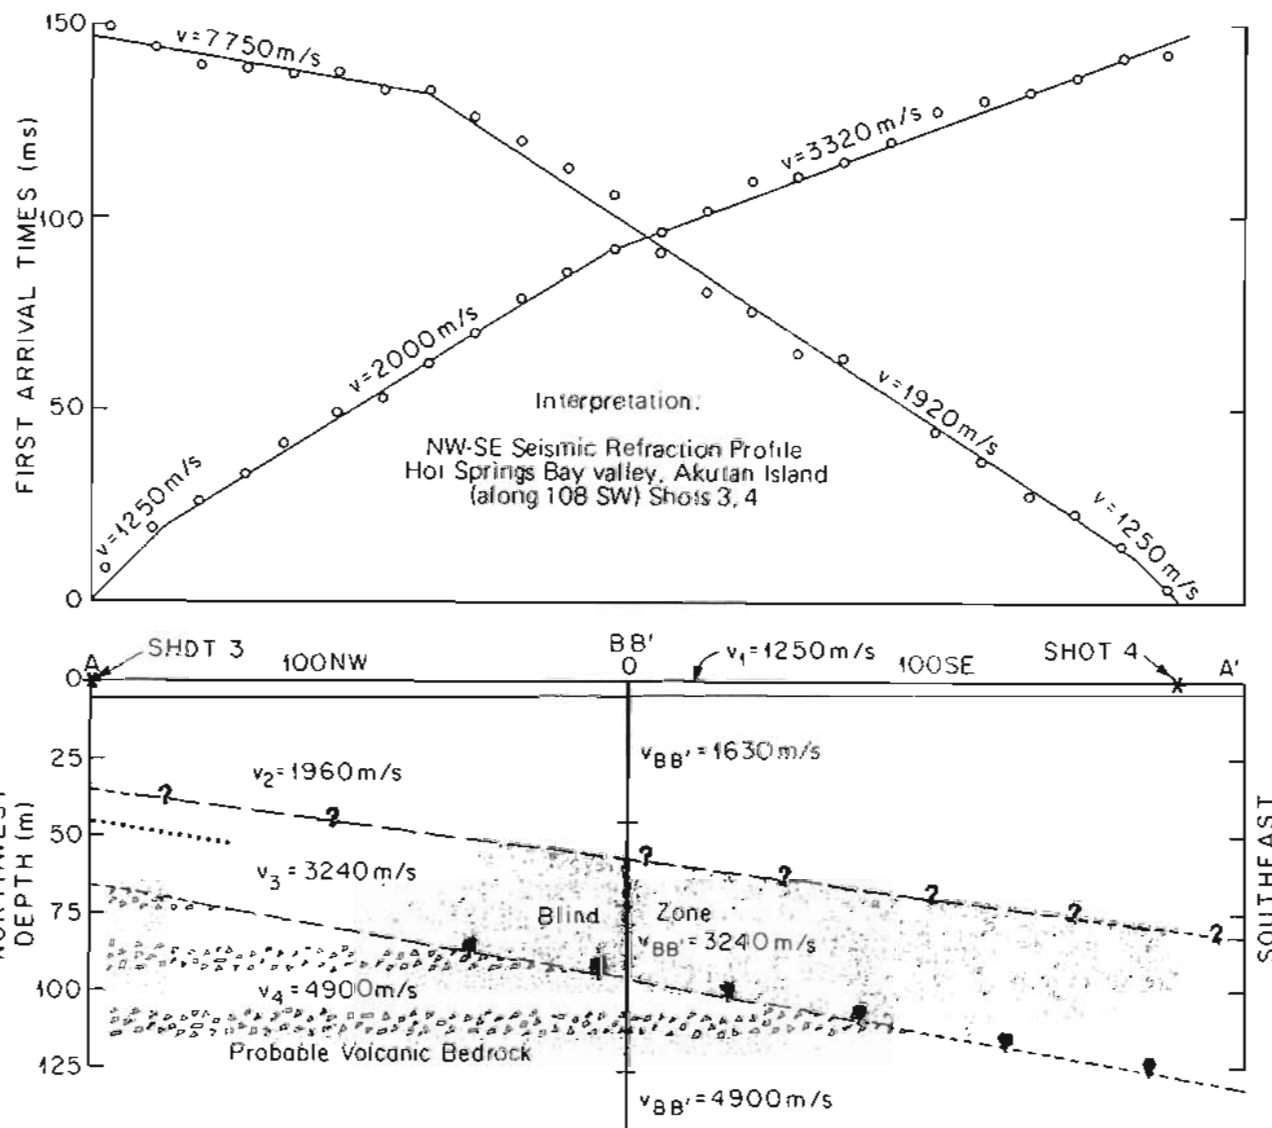 150
v=7750m/s
v=3320m/s
FIRST ARRIVAL TIMES (ms)
100
v=2000m/s
50
v=1920m/s
v=1250m/s
v=1250m/s
Interpretation:
NW-SE Seismic Refraction Profile
Hot Springs Bay valley, Akutan Island
(along 108 SW) Shots 3, 4
0
A
SHOT 3
100NW
BB'
0
v₁=1250m/s
100SE
SHOT 4
A'
0
vBB'=1630m/s
25
v₂=1960m/s
? ?
DEPTH (m)
50
? ? ? ? ?
v₃=3240m/s
75
Blind Zone
vBB'=3240m/s
SOUTHEAST
100
v₄=4900m/s
Probable Volcanic Bedrock
125
vBB'=4900m/s